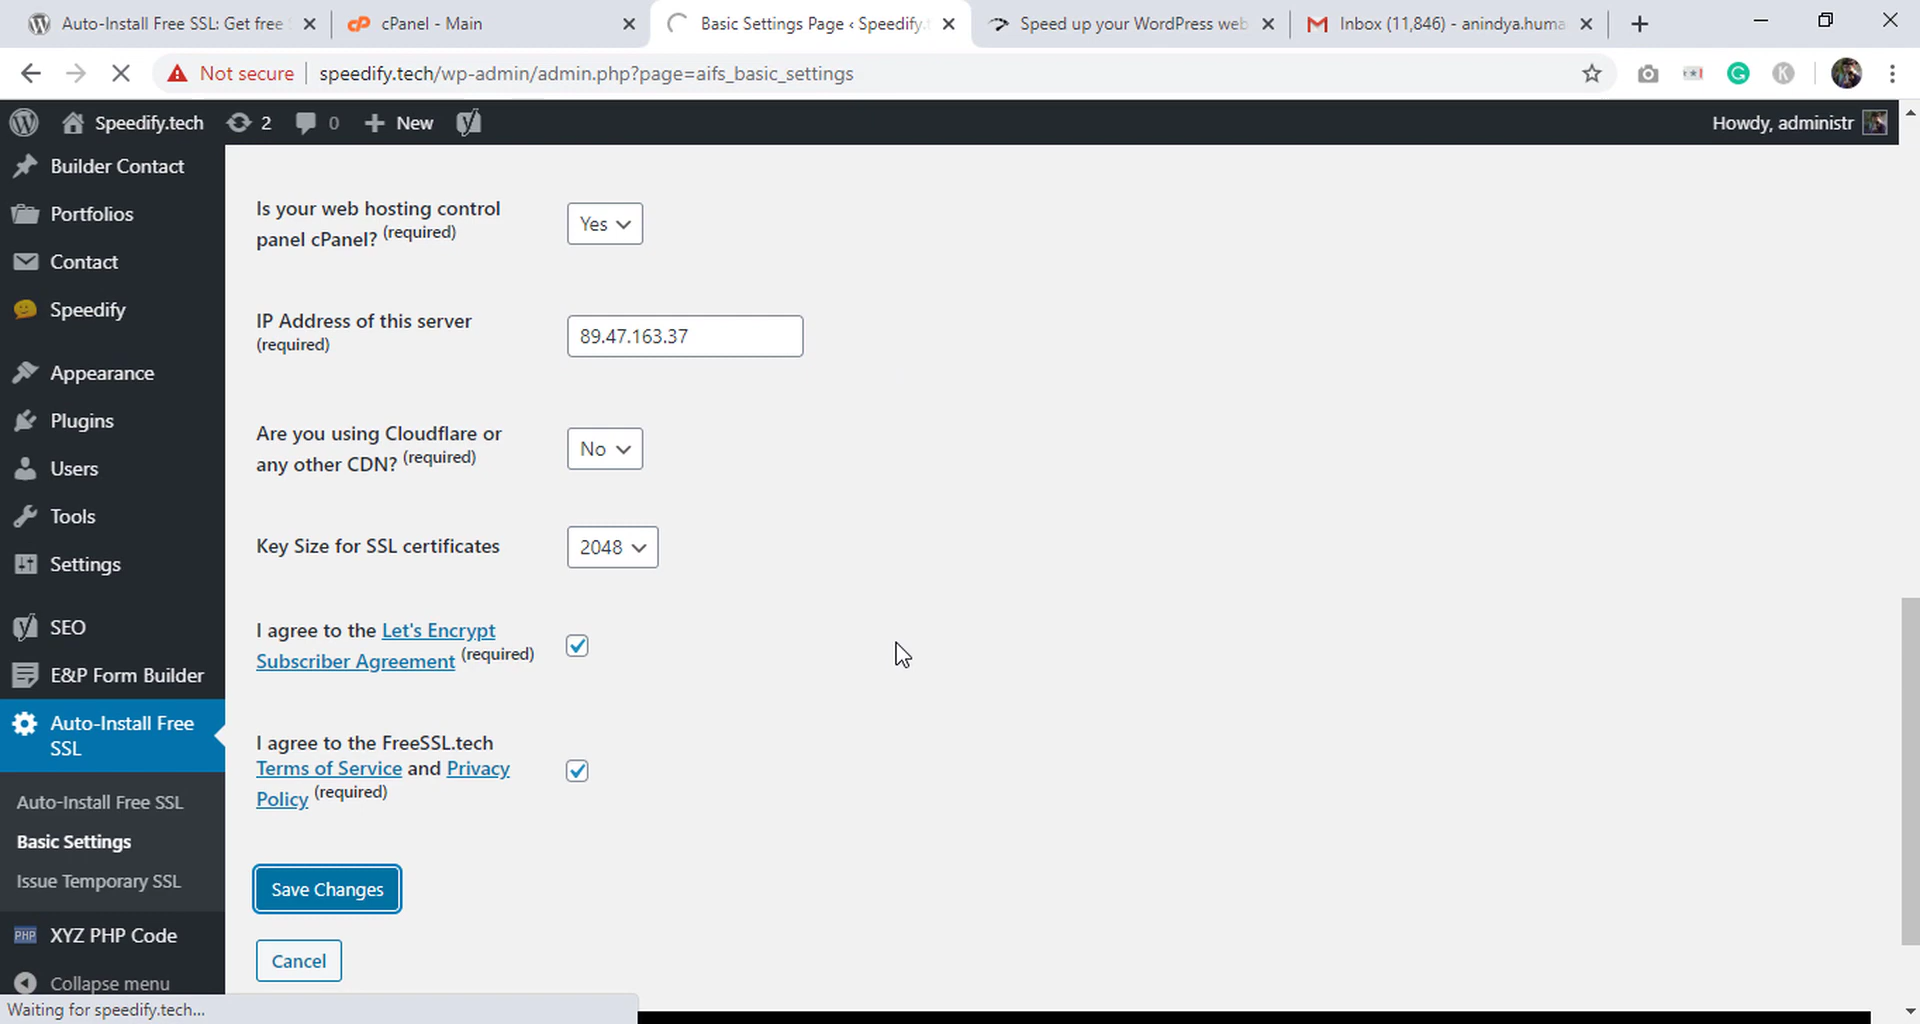 Auto-Install Free SSL: Get free
cPanel - Main
Basic Settings Page ‹ Speedify.
Speed up your WordPress web
Inbox (11,846) - anindya.huma
Not secure
speedify.tech/wp-admin/admin.php?page=aifs_basic_settings
Speedify.tech
2
0
New
Howdy, administr
Builder Contact
Portfolios
Contact
Speedify
Appearance
Plugins
Users
Tools
Settings
SEO
E&P Form Builder
Auto-Install Free
SSL
Auto-Install Free SSL
Basic Settings
Issue Temporary SSL
PHP
XYZ PHP Code
Collapse menu
Is your web hosting control
panel cPanel? (required)
Yes
IP Address of this server
(required)
89.47.163.37
Are you using Cloudflare or
any other CDN? (required)
No
Key Size for SSL certificates
2048
I agree to the Let's Encrypt
Subscriber Agreement (required)
I agree to the FreeSSL.tech
Terms of Service and Privacy
Policy (required)
Save Changes
Cancel
Waiting for speedify.tech...